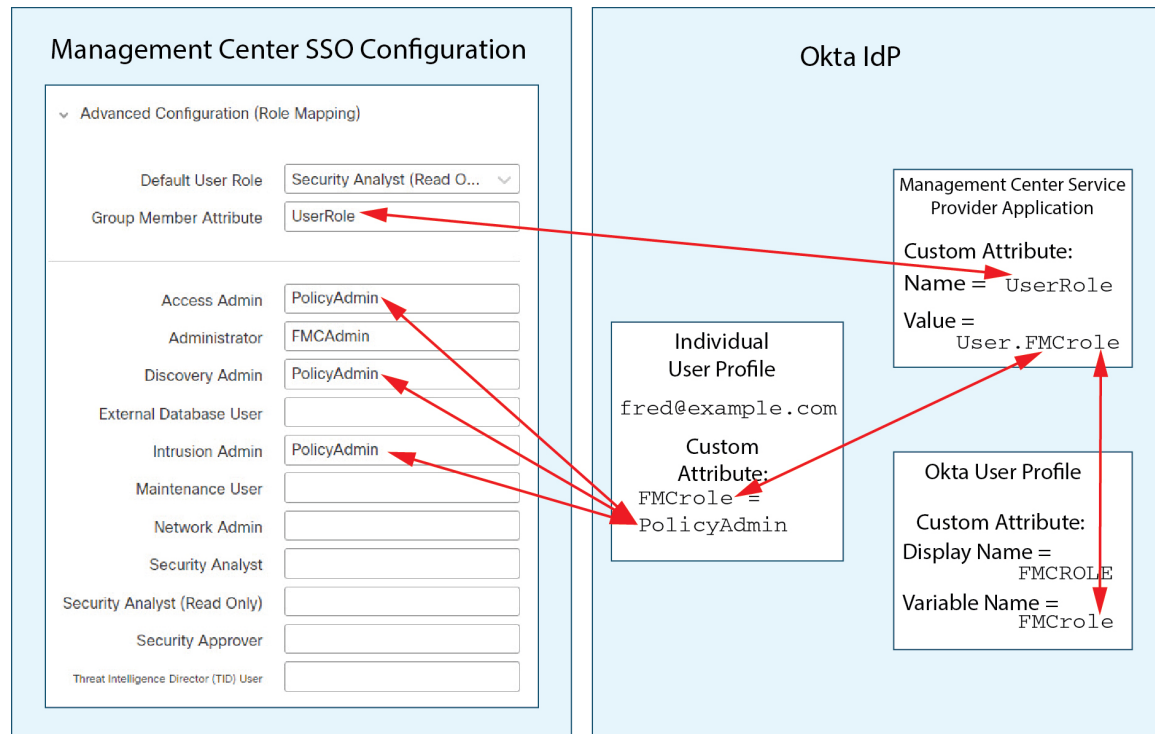 Management Center SSO Configuration
Advanced Configuration (Role Mapping)
Default User Role
Security Analyst (Read O...
Group Member Attribute
UserRole
Access Admin
PolicyAdmin
Administrator
FMCAdmin
Discovery Admin
PolicyAdmin
External Database User
Intrusion Admin
PolicyAdmin
Maintenance User
Network Admin
Security Analyst
Security Analyst (Read Only)
Security Approver
Threat Intelligence Director (TID) User
Okta IdP
Individual
User Profile
fred@example.com
Custom
Attribute:
FMCrole =
PolicyAdmin
Management Center Service
Provider Application
Custom Attribute:
Name = UserRole
Value =
User.FMCrole
Okta User Profile
Custom Attribute:
Display Name =
FMCROLE
Variable Name =
FMCrole